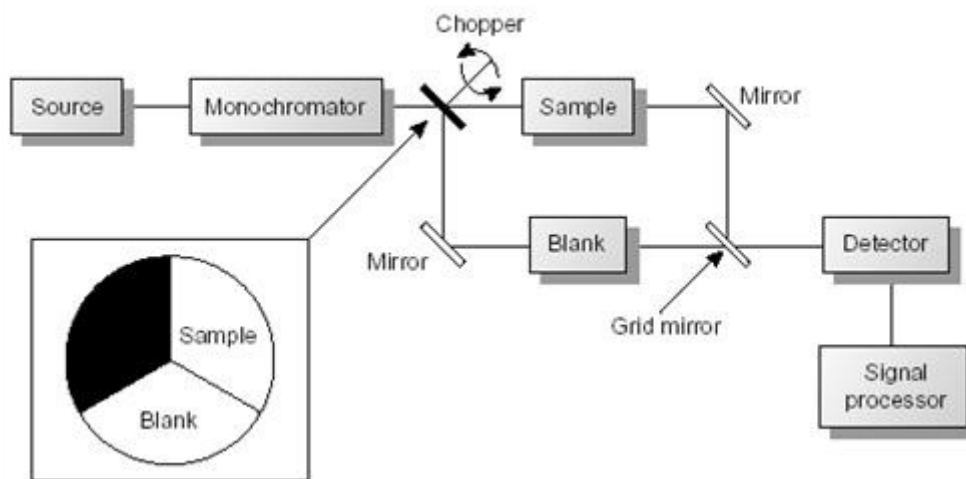 Chopper
Source
Monochromator
Sample
Mirror
Mirror
Blank
Detector
Grid mirror
Sample
Blank
Signal
processor